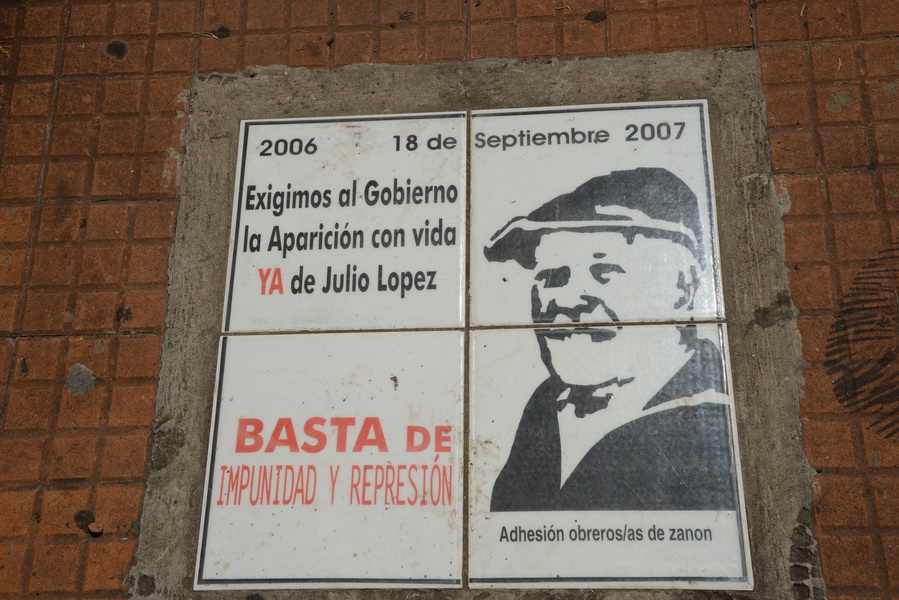 2006 18 de Septiembre 2007
Exigimos al Gobierno
la Aparición con vida
YA de Julio Lopez
BASTA DE
IMPUNIDAD Y REPRESIÓN
Adhesión obreros/as de zanon